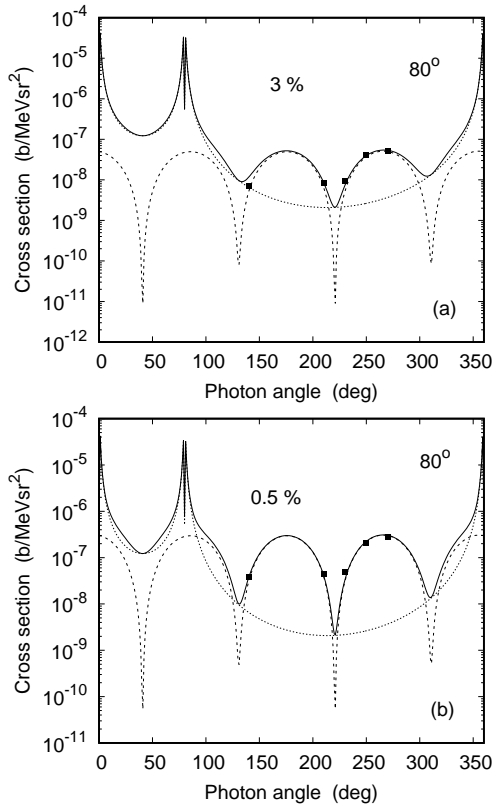 10^-4
10^-5
10^-6
10^-7
10^-8
10^-9
10^-10
10^-11
10^-12
Cross section (b/MeVsr^2)
3 %
80^o
(a)
0 50 100 150 200 250 300 350
Photon angle (deg)
10^-4
10^-5
10^-6
10^-7
10^-8
10^-9
10^-10
10^-11
Cross section (b/MeVsr^2)
80^o
0.5 %
(b)
0 50 100 150 200 250 300 350
Photon angle (deg)